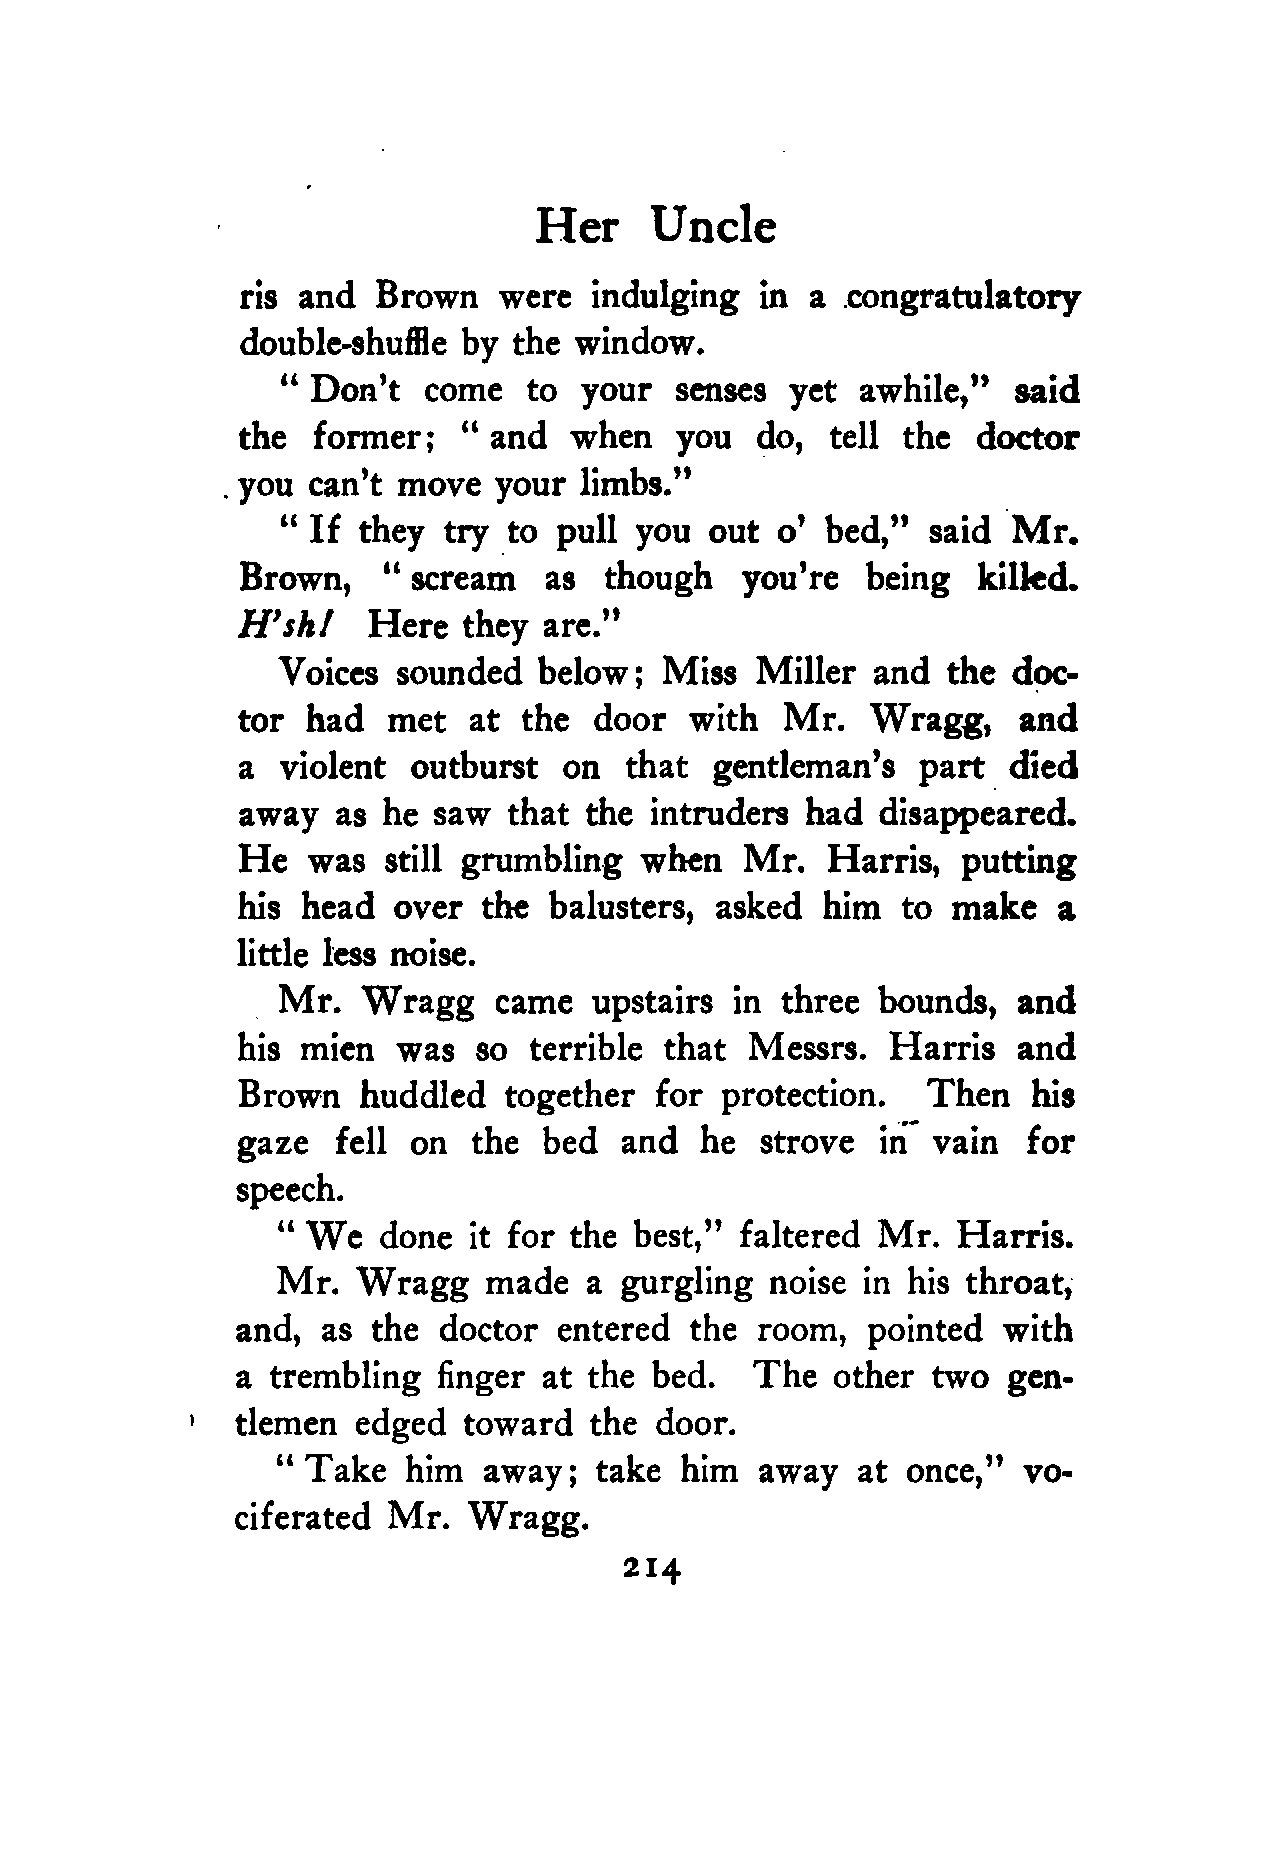 Her Uncle
ris and Brown were indulging in a congratulatory
double-shuffle by the window.
" Don't come to your senses yet awhile," said
the former; " and when you do, tell the doctor
you can't move your limbs."
" If they try to pull you out o' bed," said Mr.
Brown, " scream as though you're being killed.
H'sh! Here they are."
Voices sounded below; Miss Miller and the doc-
tor had met at the door with Mr. Wragg, and
a violent outburst on that gentleman's part died
away as he saw that the intruders had disappeared.
He was still grumbling when Mr. Harris, putting
his head over the balusters, asked him to make a
little less noise.
Mr. Wragg came upstairs in three bounds, and
his mien was so terrible that Messrs. Harris and
Brown huddled together for protection. Then his
gaze fell on the bed and he strove in vain for
speech.
" We done it for the best," faltered Mr. Harris.
Mr. Wragg made a gurgling noise in his throat,
and, as the doctor entered the room, pointed with
a trembling finger at the bed. The other two gen-
tlemen edged toward the door.
" Take him away; take him away at once," vo-
ciferated Mr. Wragg.
214